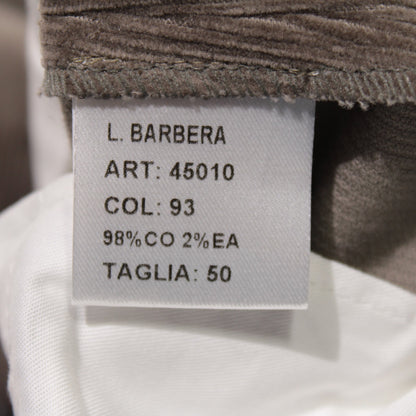 L. BARBERA
ART: 45010
COL: 93
98%CO 2%EA
TAGLIA: 50